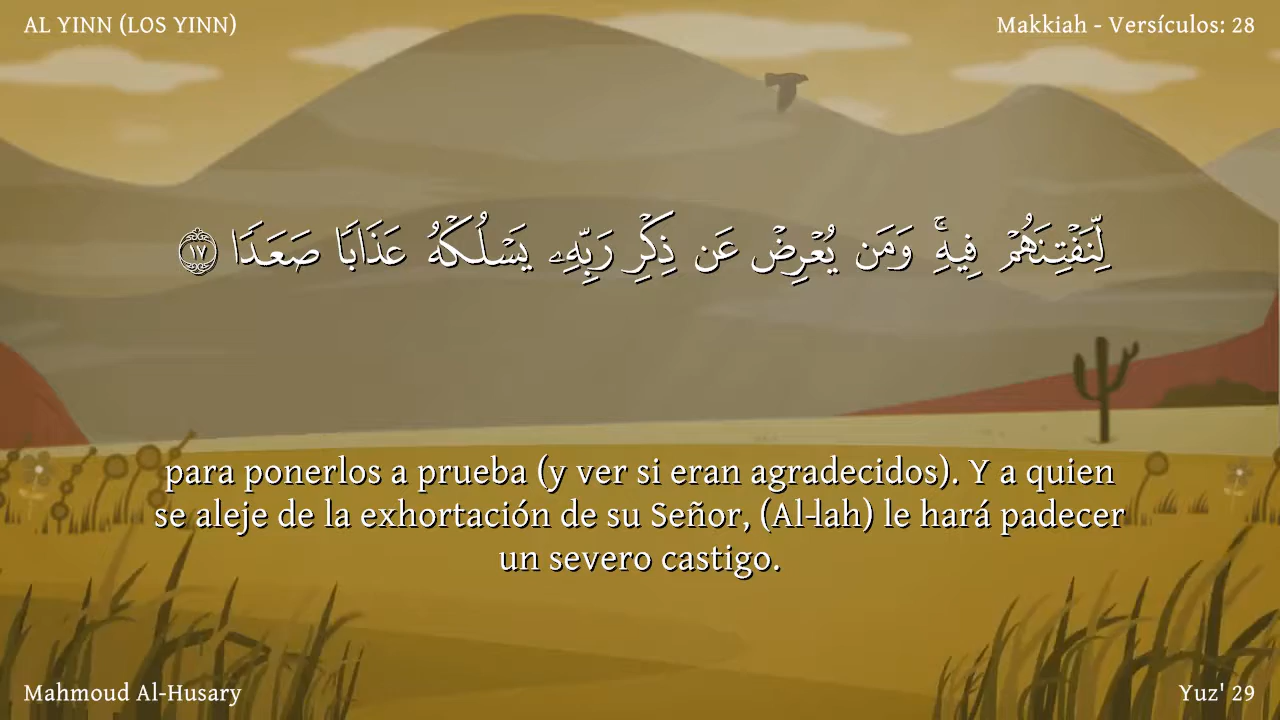 AL YINN (LOS YINN)
Makkiah - Versículos: 28
لِّنَفْتِنَهُمْ فِيهِ ۚ وَمَن يُعْرِضْ عَن ذِكْرِ رَبِّهِۦ يَسْلُكْهُ عَذَابًا صَعَدًا ١٧
para ponerlos a prueba (y ver si eran agradecidos). Y a quien
se aleje de la exhortación de su Señor, (Al-lah) le hará padecer
un severo castigo.
Mahmoud Al-Husary
Yuz' 29